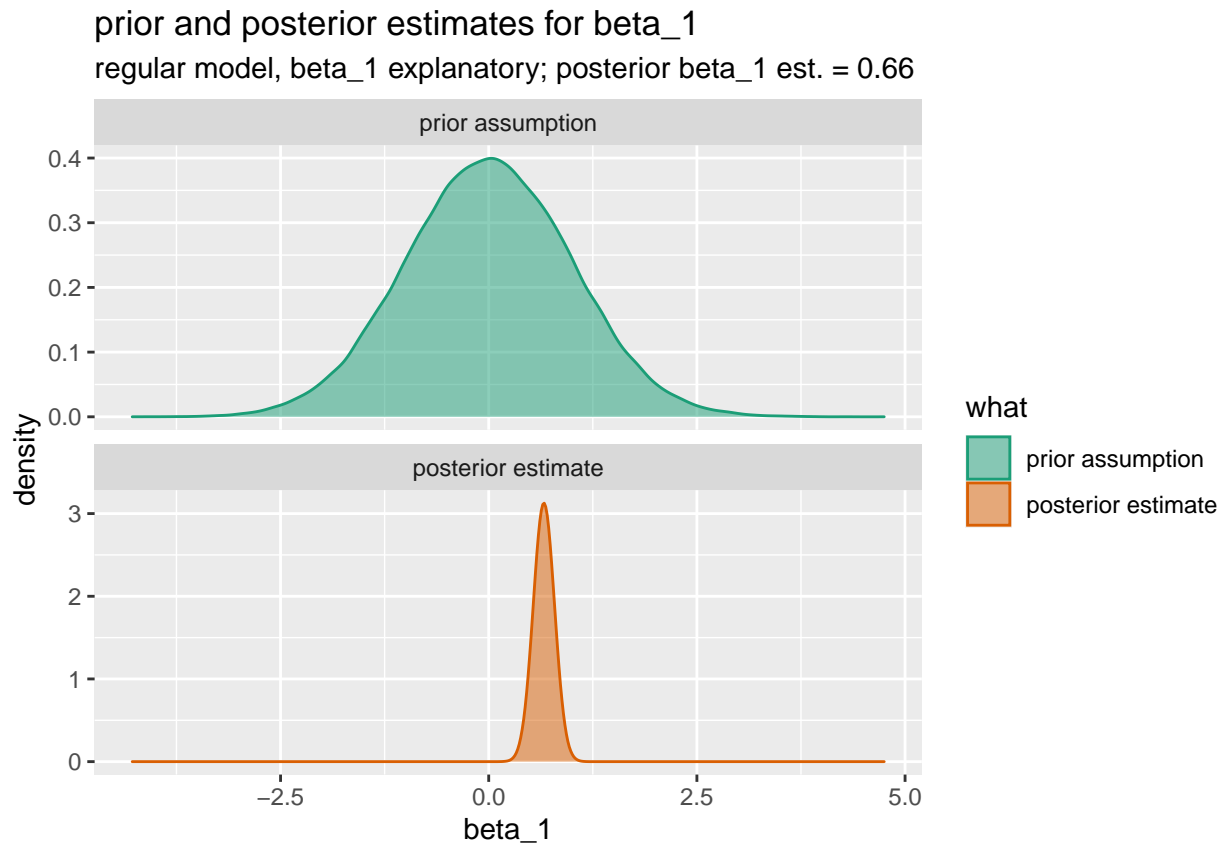 prior and posterior estimates for beta_1
regular model, beta_1 explanatory; posterior beta_1 est. = 0.66
prior assumption
0.4
0.3
0.2
0.1
0.0
density
posterior estimate
3
2
1
0
−2.5 0.0 2.5 5.0
beta_1
what
prior assumption
posterior estimate